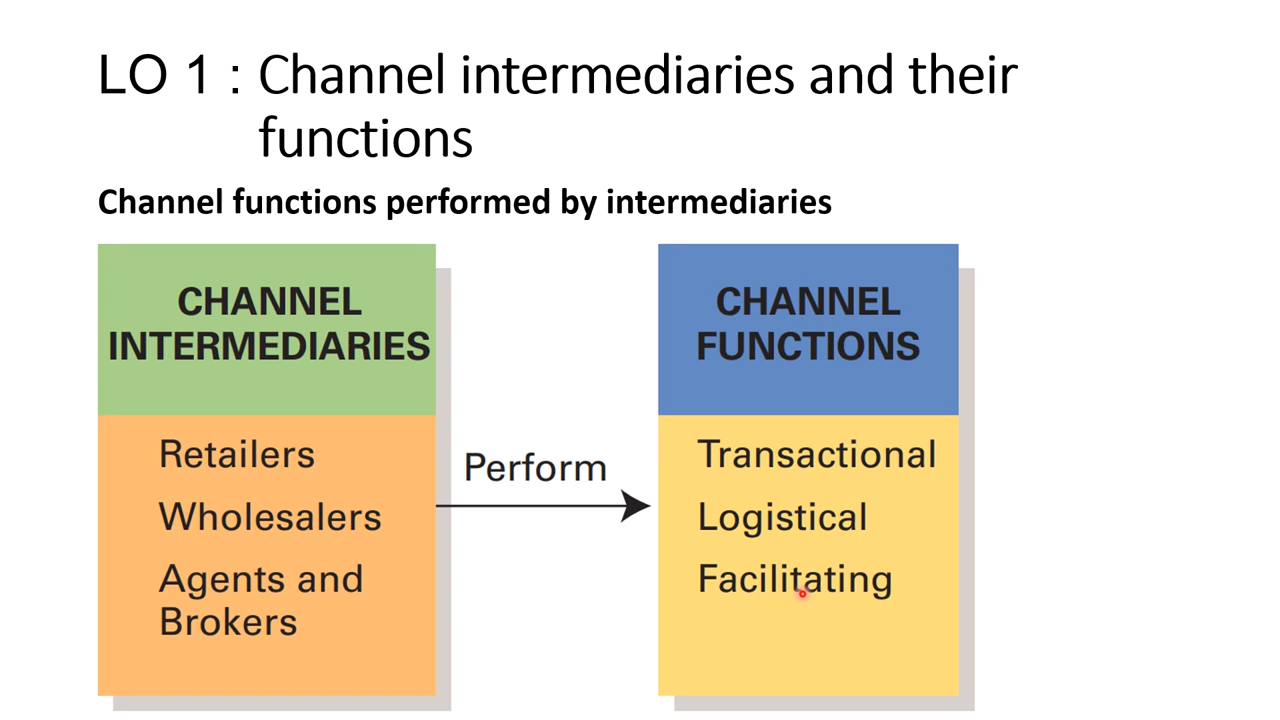 LO 1 : Channel intermediaries and their
functions
Channel functions performed by intermediaries
CHANNEL
INTERMEDIARIES
Retailers
Wholesalers
Agents and
Brokers
Perform
CHANNEL
FUNCTIONS
Transactional
Logistical
Facilitating